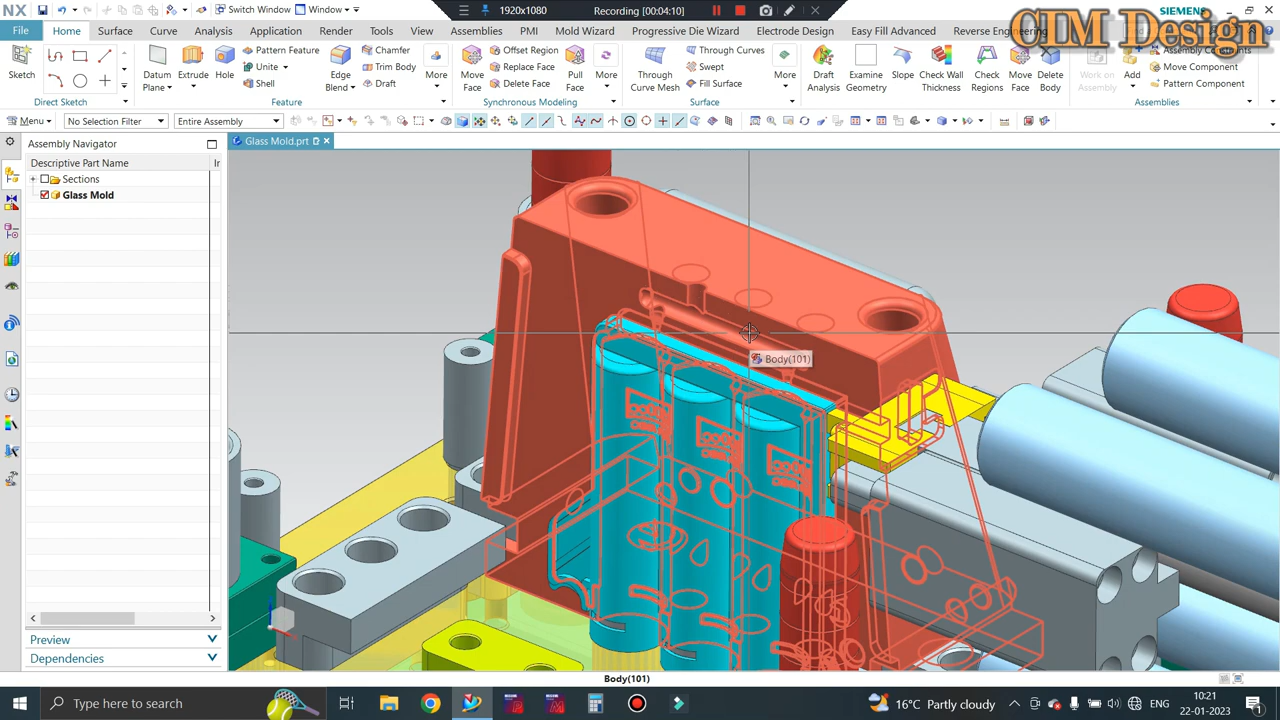 NX
Switch Window
Window
1920x1080
Recording [00:04:10]
SIEMENS
CIM Design
File
Home
Surface
Curve
Analysis
Application
Render
Tools
View
Assemblies
PMI
Mold Wizard
Progressive Die Wizard
Electrode Design
Easy Fill Advanced
Reverse Engineering
Sketch
Datum Plane
Extrude
Hole
Pattern Feature
Unite
Shell
Edge Blend
Chamfer
Trim Body
Draft
More
Move Face
Offset Region
Replace Face
Delete Face
Pull Face
More
Through Curve Mesh
Through Curves
Swept
Fill Surface
More
Draft Analysis
Examine Geometry
Slope
Check Wall Thickness
Check Regions
Move Face
Delete Body
Work on Assembly
Add
Assembly Constraints
Move Component
Pattern Component
Direct Sketch
Feature
Synchronous Modeling
Surface
Assemblies
Menu
No Selection Filter
Entire Assembly
Assembly Navigator
Glass Mold.prt
Descriptive Part Name
Ir
Sections
Glass Mold
Body(101)
Preview
Dependencies
Body(101)
Type here to search
16°C Partly cloudy
ENG
10:21
22-01-2023
1